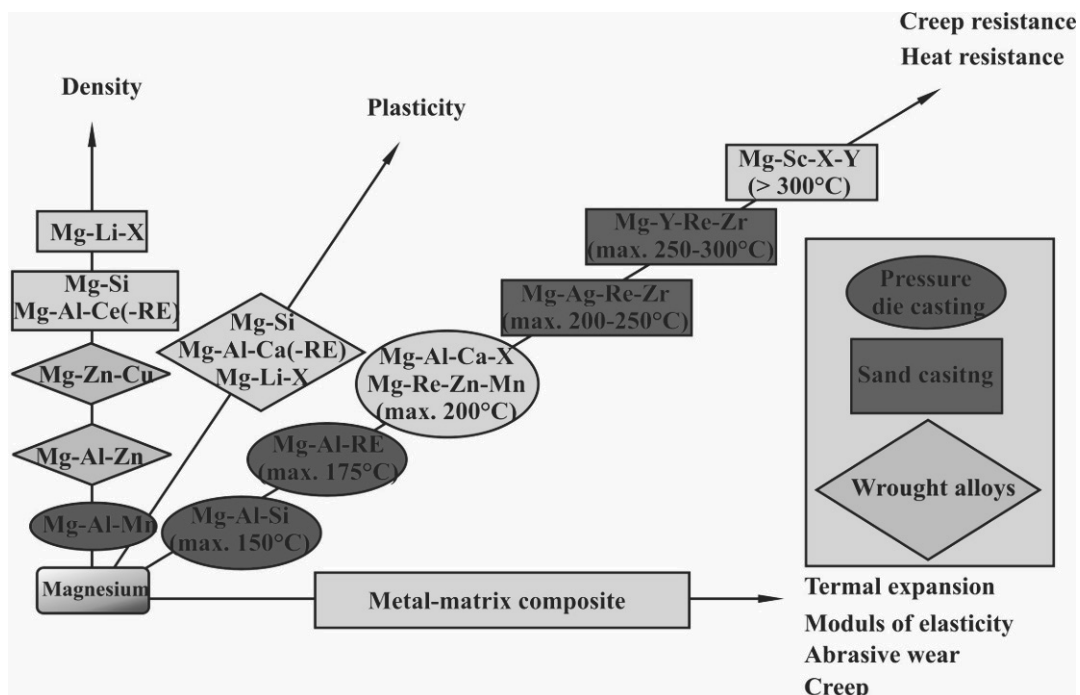 Creep resistance
Heat resistance
Density
Plasticity
Mg-Sc-X-Y
(> 300°C)
Mg-Li-X
Mg-Y-Re-Zr
(max. 250-300°C)
Mg-Si
Mg-Al-Ce(-RE)
Mg-Ag-Re-Zr
(max. 200-250°C)
Mg-Si
Mg-Al-Ca(-RE)
Mg-Li-X
Mg-Al-Ca-X
Mg-Re-Zn-Mn
(max. 200°C)
Mg-Zn-Cu
Mg-Al-Zn
Mg-Al-RE
(max. 175°C)
Mg-Al-Mn
Mg-Al-Si
(max. 150°C)
Magnesium
Metal-matrix composite
Pressure
die casting
Sand casitng
Wrought alloys
Termal expansion
Moduls of elasticity
Abrasive wear
Creep